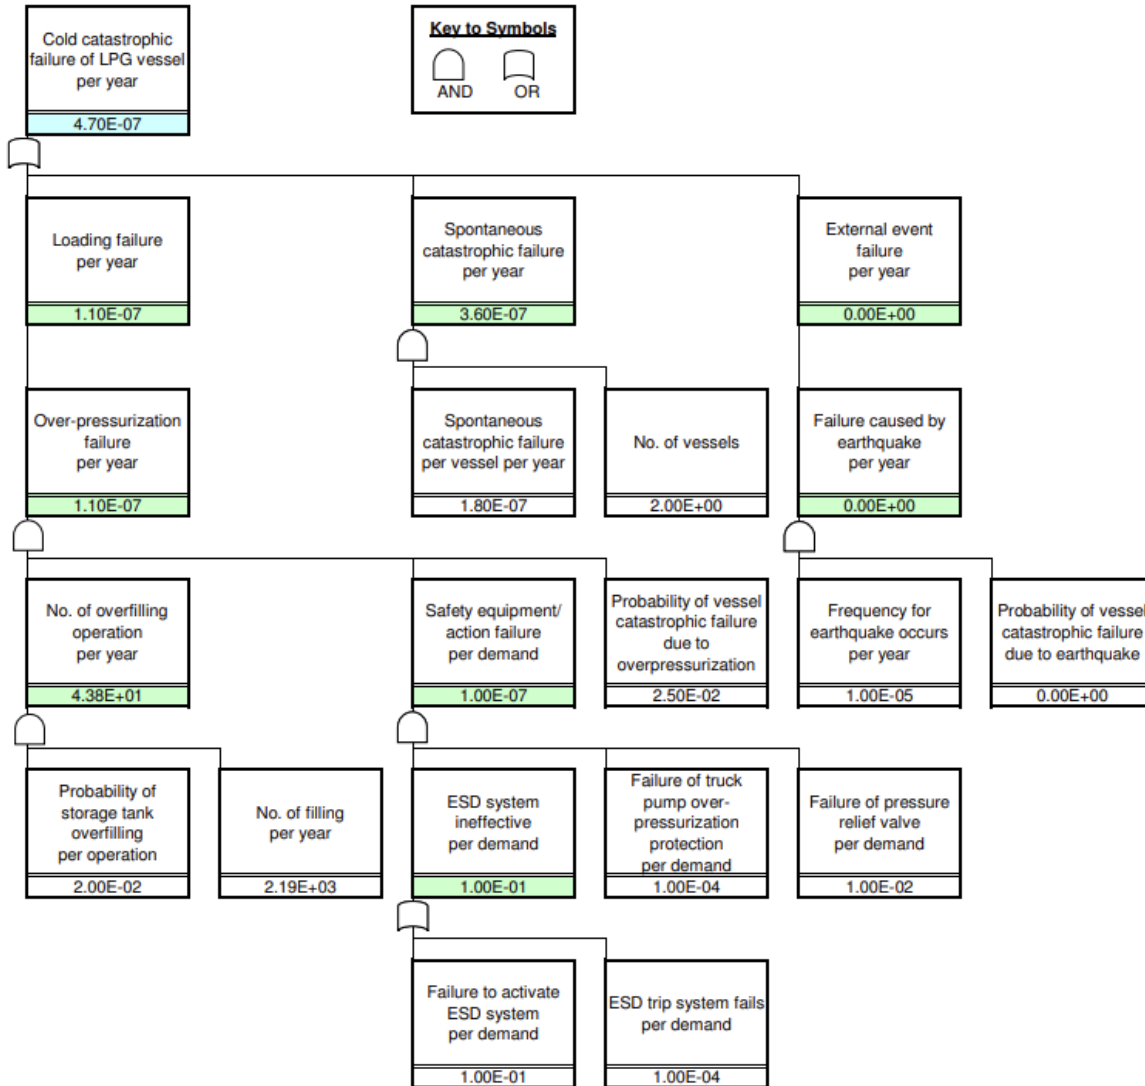 Cold catastrophic
failure of LPG vessel
per year
4.70E-07
Key to Symbols
AND OR
Loading failure
per year
1.10E-07
Spontaneous
catastrophic failure
per year
3.60E-07
External event
failure
per year
0.00E+00
Over-pressurization
failure
per year
1.10E-07
Spontaneous
catastrophic failure
per vessel per year
1.80E-07
No. of vessels
2.00E+00
Failure caused by
earthquake
per year
0.00E+00
No. of overfilling
operation
per year
4.38E+01
Safety equipment/
action failure
per demand
1.00E-07
Probability of vessel
catastrophic failure
due to
overpressurization
2.50E-02
Frequency for
earthquake occurs
per year
1.00E-05
Probability of vessel
catastrophic failure
due to earthquake
0.00E+00
Probability of
storage tank
overfilling
per operation
2.00E-02
No. of filling
per year
2.19E+03
ESD system
ineffective
per demand
1.00E-01
Failure of truck
pump over-
pressurization
protection
per demand
1.00E-04
Failure of pressure
relief valve
per demand
1.00E-02
Failure to activate
ESD system
per demand
1.00E-01
ESD trip system fails
per demand
1.00E-04